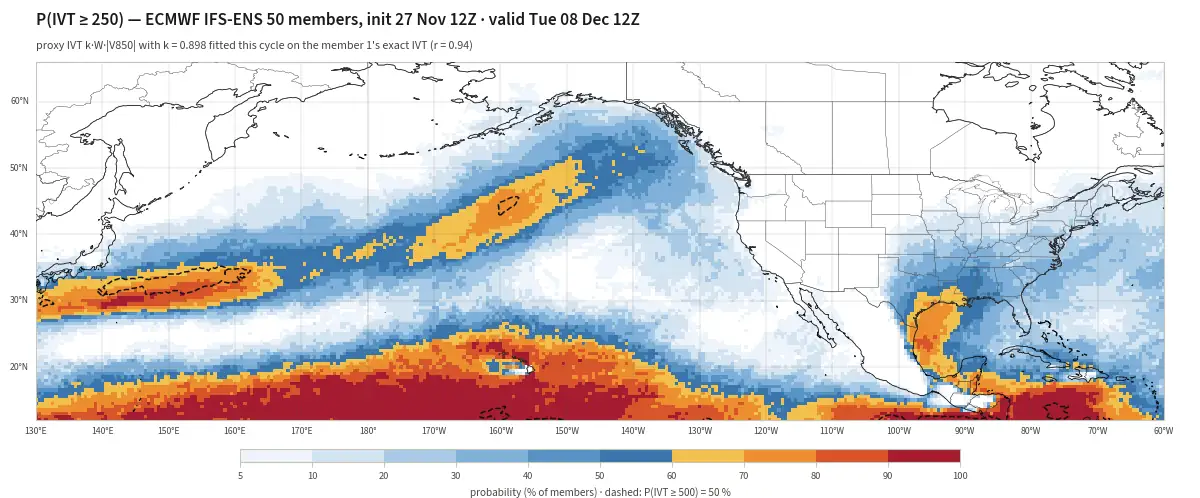 P(IVT ≥ 250) — ECMWF IFS-ENS 50 members, init 27 Nov 12Z · valid Tue 08 Dec 12Z
proxy IVT k·W·|V850| with k = 0.898 fitted this cycle on the member 1's exact IVT (r = 0.94)
60°N
50°N
40°N
30°N
20°N
130°E 140°E 150°E 160°E 170°E 180° 170°W 160°W 150°W 140°W 130°W 120°W 110°W 100°W 90°W 80°W 70°W 60°W
5 10 20 30 40 50 60 70 80 90 100
probability (% of members) · dashed: P(IVT ≥ 500) = 50 %